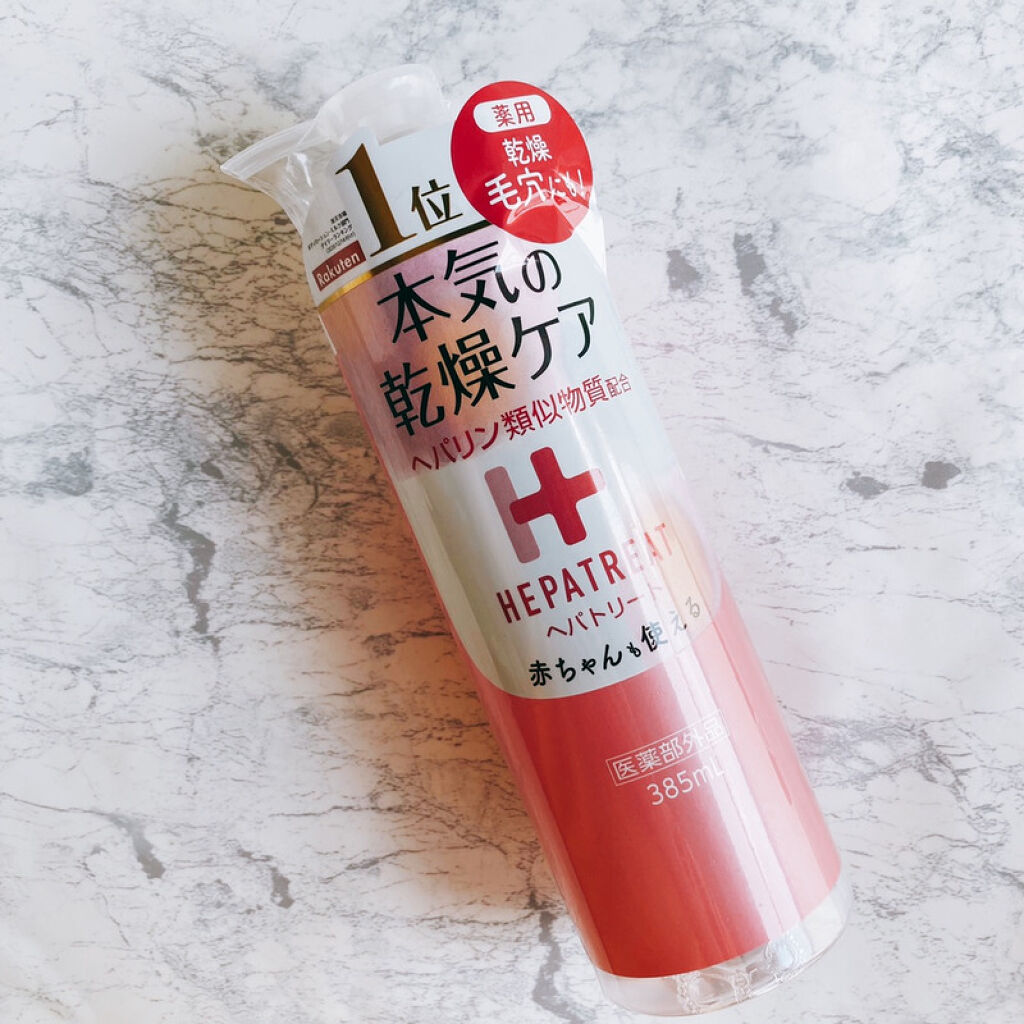 薬用
乾燥
毛穴にも!
1位
Rakuten
本気の
乾燥ケア
ヘパリン類似物質配合
HEPATREAT
ヘパトリート
赤ちゃんも使える
医薬部外品
385mL